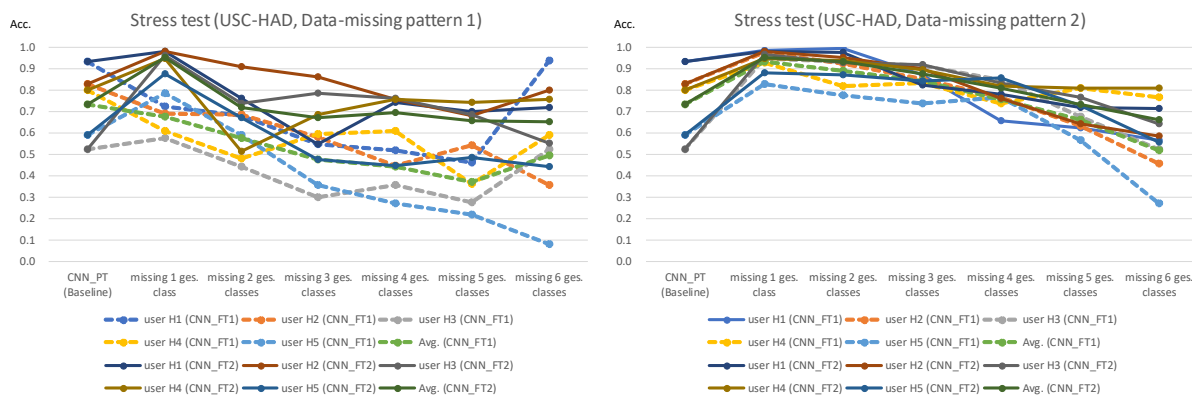 Stress test (USC-HAD, Data-missing pattern 1)
Acc.
1.0
0.9
0.8
0.7
0.6
0.5
0.4
0.3
0.2
0.1
0.0
CNN_PT (Baseline)
missing 1 ges. class
missing 2 ges. classes
missing 3 ges. classes
missing 4 ges. classes
missing 5 ges. classes
missing 6 ges. classes
user H1 (CNN_FT1)
user H2 (CNN_FT1)
user H3 (CNN_FT1)
user H4 (CNN_FT1)
user H5 (CNN_FT1)
Avg. (CNN_FT1)
user H1 (CNN_FT2)
user H2 (CNN_FT2)
user H3 (CNN_FT2)
user H4 (CNN_FT2)
user H5 (CNN_FT2)
Avg. (CNN_FT2)
Stress test (USC-HAD, Data-missing pattern 2)
Acc.
1.0
0.9
0.8
0.7
0.6
0.5
0.4
0.3
0.2
0.1
0.0
CNN_PT (Baseline)
missing 1 ges. class
missing 2 ges. classes
missing 3 ges. classes
missing 4 ges. classes
missing 5 ges. classes
missing 6 ges. classes
user H1 (CNN_FT1)
user H2 (CNN_FT1)
user H3 (CNN_FT1)
user H4 (CNN_FT1)
user H5 (CNN_FT1)
Avg. (CNN_FT1)
user H1 (CNN_FT2)
user H2 (CNN_FT2)
user H3 (CNN_FT2)
user H4 (CNN_FT2)
user H5 (CNN_FT2)
Avg. (CNN_FT2)